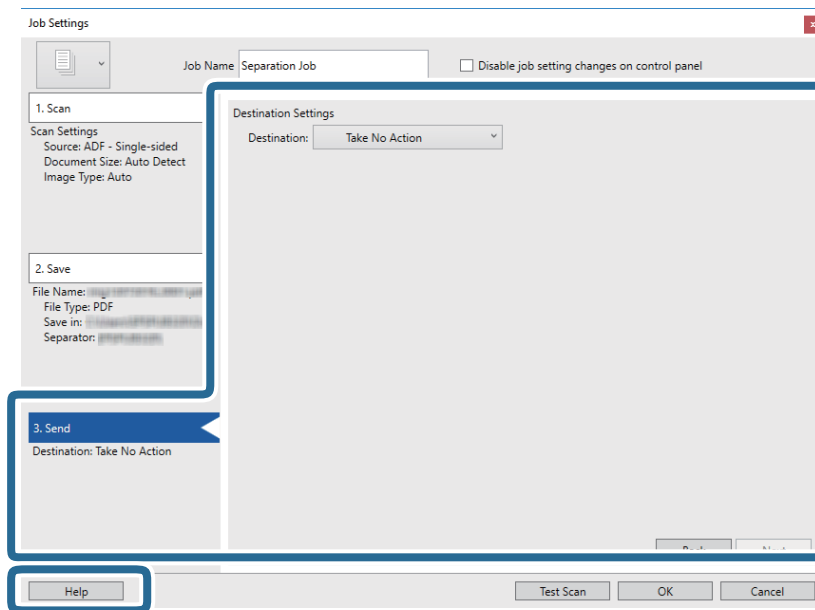 Job Settings
x
Job Name Separation Job
Disable job setting changes on control panel
1. Scan
Scan Settings
Source: ADF - Single-sided
Document Size: Auto Detect
Image Type: Auto
Destination Settings
Destination: Take No Action
2. Save
File Name:
File Type: PDF
Save in:
Separator:
3. Send
Destination: Take No Action
Help
Test Scan
OK
Cancel